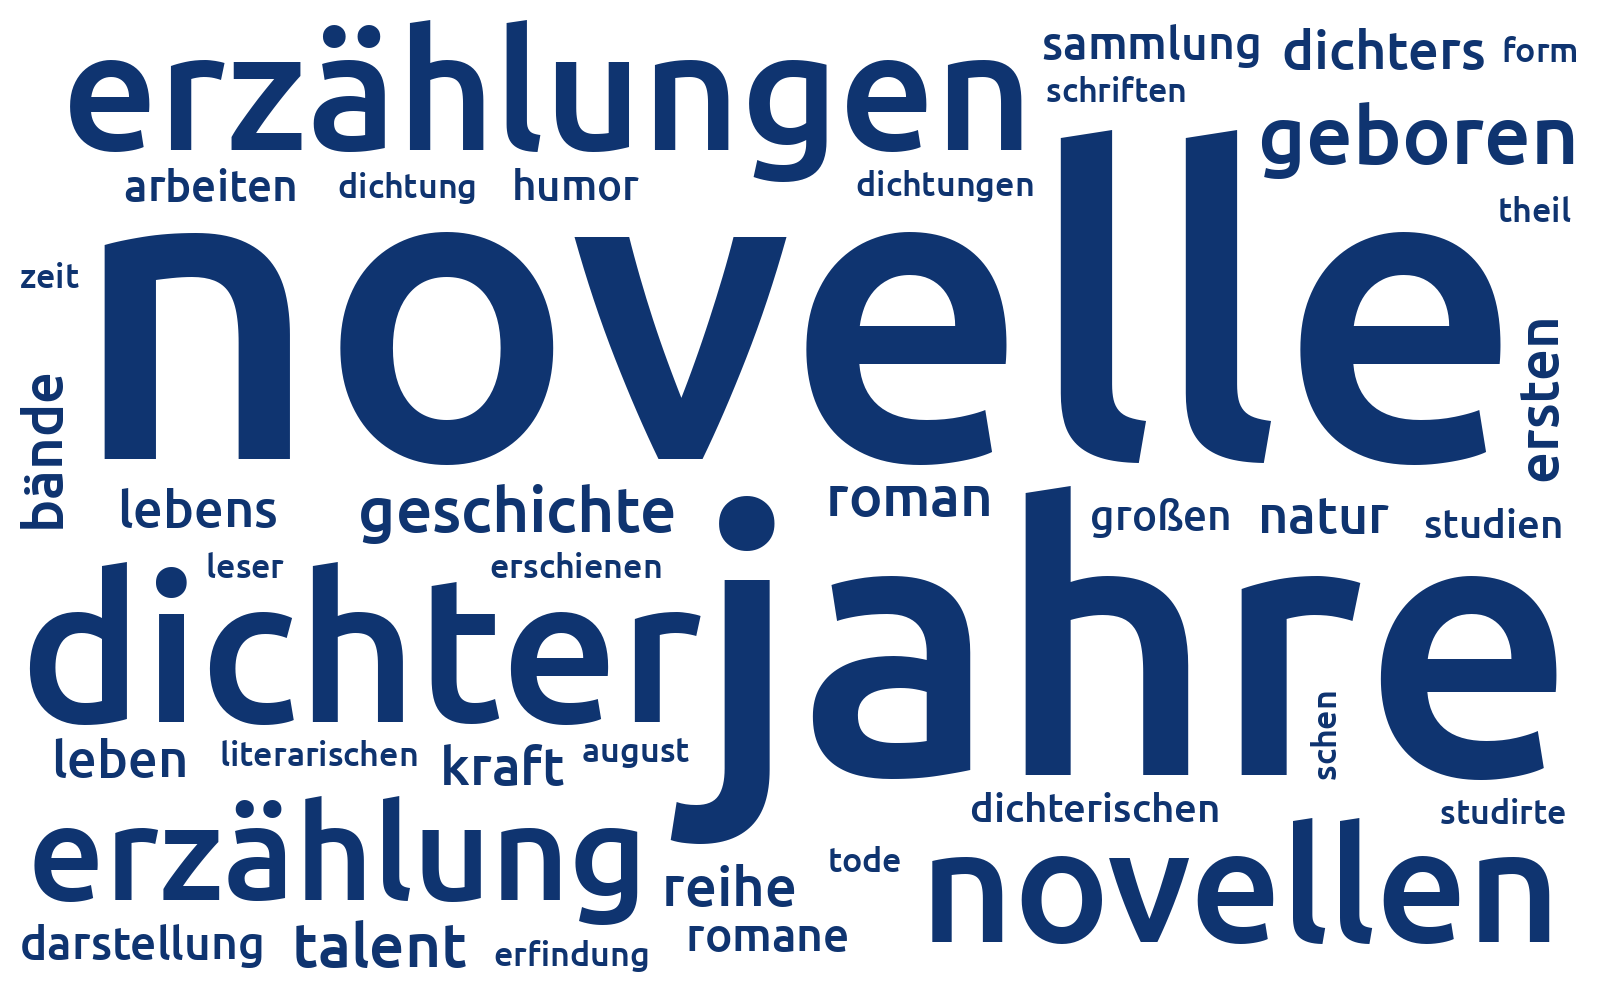 erzählungen
sammlung
dichters
form
schriften
geboren
arbeiten
dichtung
humor
dichtungen
theil
zeit
novelle
bände
ersten
lebens
geschichte
roman
großen
natur
studien
leser
erschienen
dichter
jahre
schen
leben
literarischen
kraft
august
dichterischen
studirte
erzählung
reihe
tode
novellen
darstellung
talent
erfindung
romane